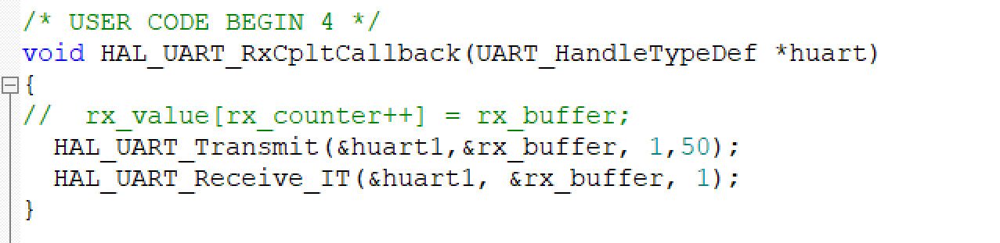 /* USER CODE BEGIN 4 */
void HAL_UART_RxCpltCallback(UART_HandleTypeDef *huart)
{
//  rx_value[rx_counter++] = rx_buffer;
  HAL_UART_Transmit(&huart1,&rx_buffer, 1,50);
  HAL_UART_Receive_IT(&huart1, &rx_buffer, 1);
}